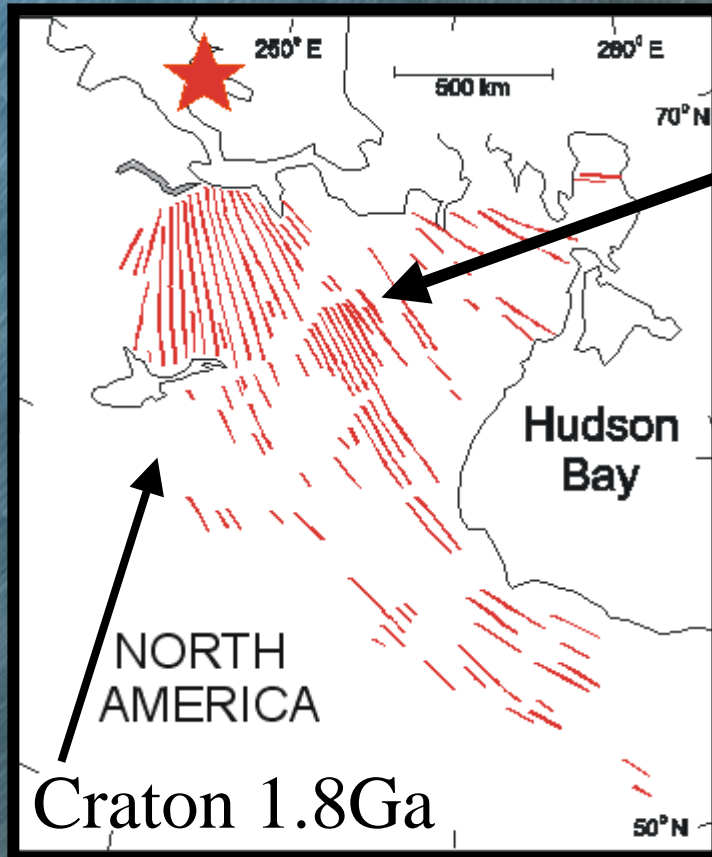 250° E
280° E
500 km
70° N
Hudson
Bay
NORTH
AMERICA
Craton 1.8Ga
50° N